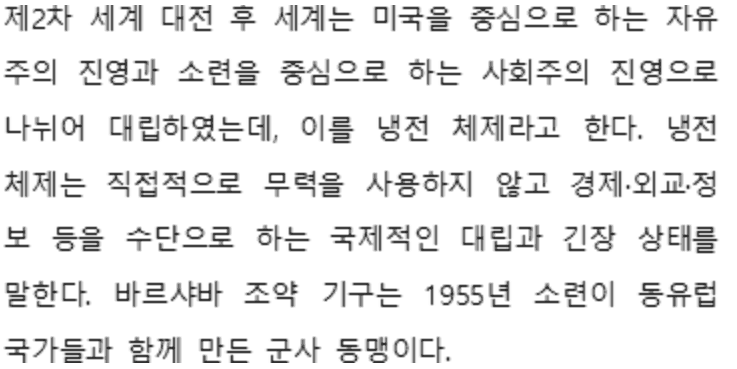 제2차 세계 대전 후 세계는 미국을 중심으로 하는 자유
주의 진영과 소련을 중심으로 하는 사회주의 진영으로
나뉘어 대립하였는데, 이를 냉전 체제라고 한다. 냉전
체제는 직접적으로 무력을 사용하지 않고 경제·외교·정
보 등을 수단으로 하는 국제적인 대립과 긴장 상태를
말한다. 바르샤바 조약 기구는 1955년 소련이 동유럽
국가들과 함께 만든 군사 동맹이다.